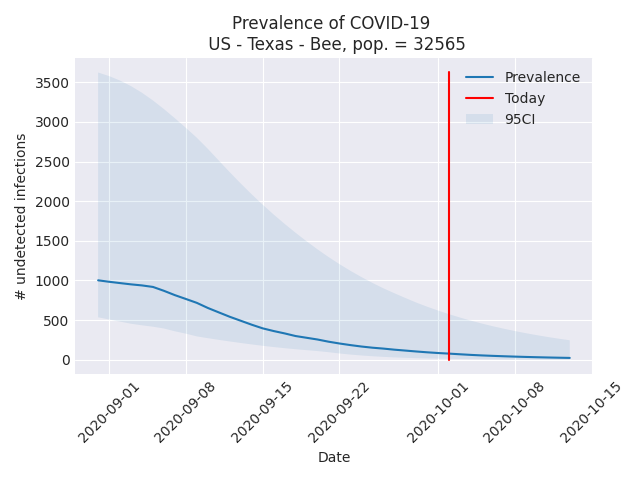 Prevalence of COVID-19
US - Texas - Bee, pop. = 32565
Prevalence
Today
95CI
# undetected infections
3500
3000
2500
2000
1500
1000
500
0
2020-09-01
2020-09-08
2020-09-15
2020-09-22
2020-10-01
2020-10-08
2020-10-15
Date